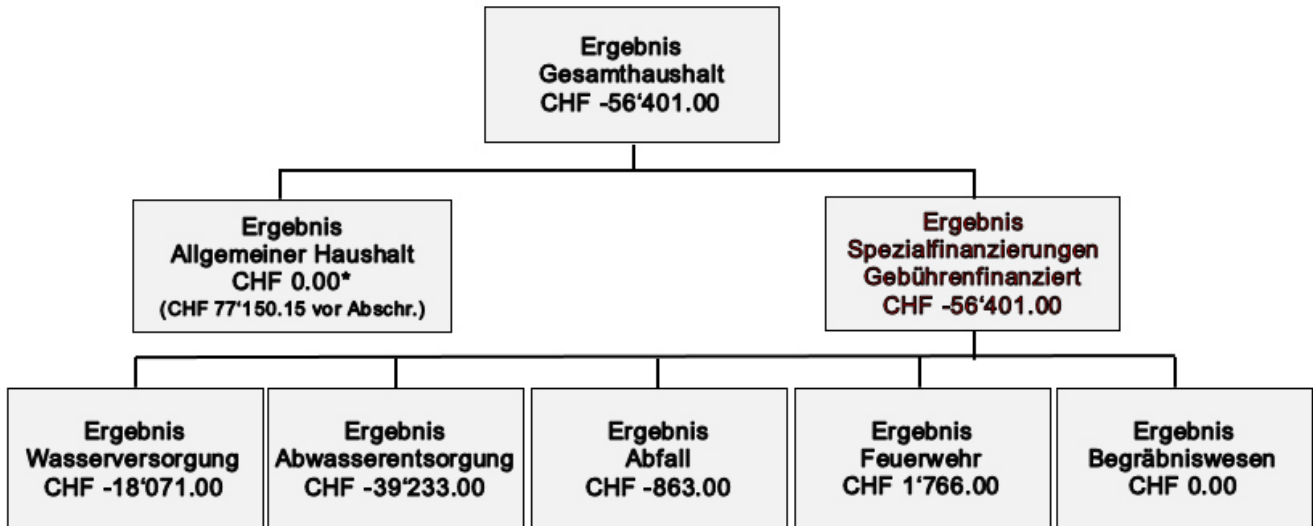 Ergebnis
Gesamthaushalt
CHF -56‘401.00
Ergebnis
Allgemeiner Haushalt
CHF 0.00*
(CHF 77‘150.15 vor Abschr.)
Ergebnis
Spezialfinanzierungen
Gebührenfinanziert
CHF -56‘401.00
Ergebnis
Wasserversorgung
CHF -18‘071.00
Ergebnis
Abwasserentsorgung
CHF -39‘233.00
Ergebnis
Abfall
CHF -863.00
Ergebnis
Feuerwehr
CHF 1‘766.00
Ergebnis
Begräbniswesen
CHF 0.00